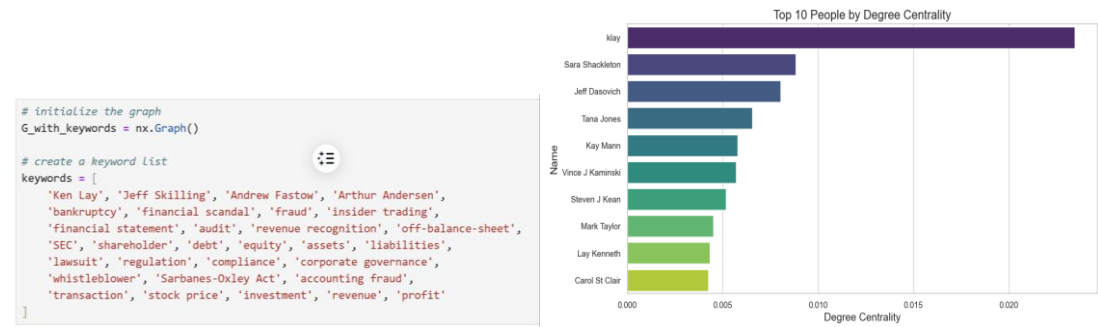 # initialize the graph
G_with_keywords = nx.Graph()
# create a keyword list
keywords = [
'Ken Lay', 'Jeff Skilling', 'Andrew Fastow', 'Arthur Andersen',
'bankruptcy', 'financial scandal', 'fraud', 'insider trading',
'financial statement', 'audit', 'revenue recognition', 'off-balance-sheet',
'SEC', 'shareholder', 'debt', 'equity', 'assets', 'liabilities',
'lawsuit', 'regulation', 'compliance', 'corporate governance',
'whistleblower', 'Sarbanes-Oxley Act', 'accounting fraud',
'transaction', 'stock price', 'investment', 'revenue', 'profit'
]
Top 10 People by Degree Centrality
Name
klay
Sara Shackleton
Jeff Dasovich
Tana Jones
Kay Mann
Vince J Kaminski
Steven J Kean
Mark Taylor
Lay Kenneth
Carol St Clair
0.000 0.005 0.010 0.015 0.020
Degree Centrality